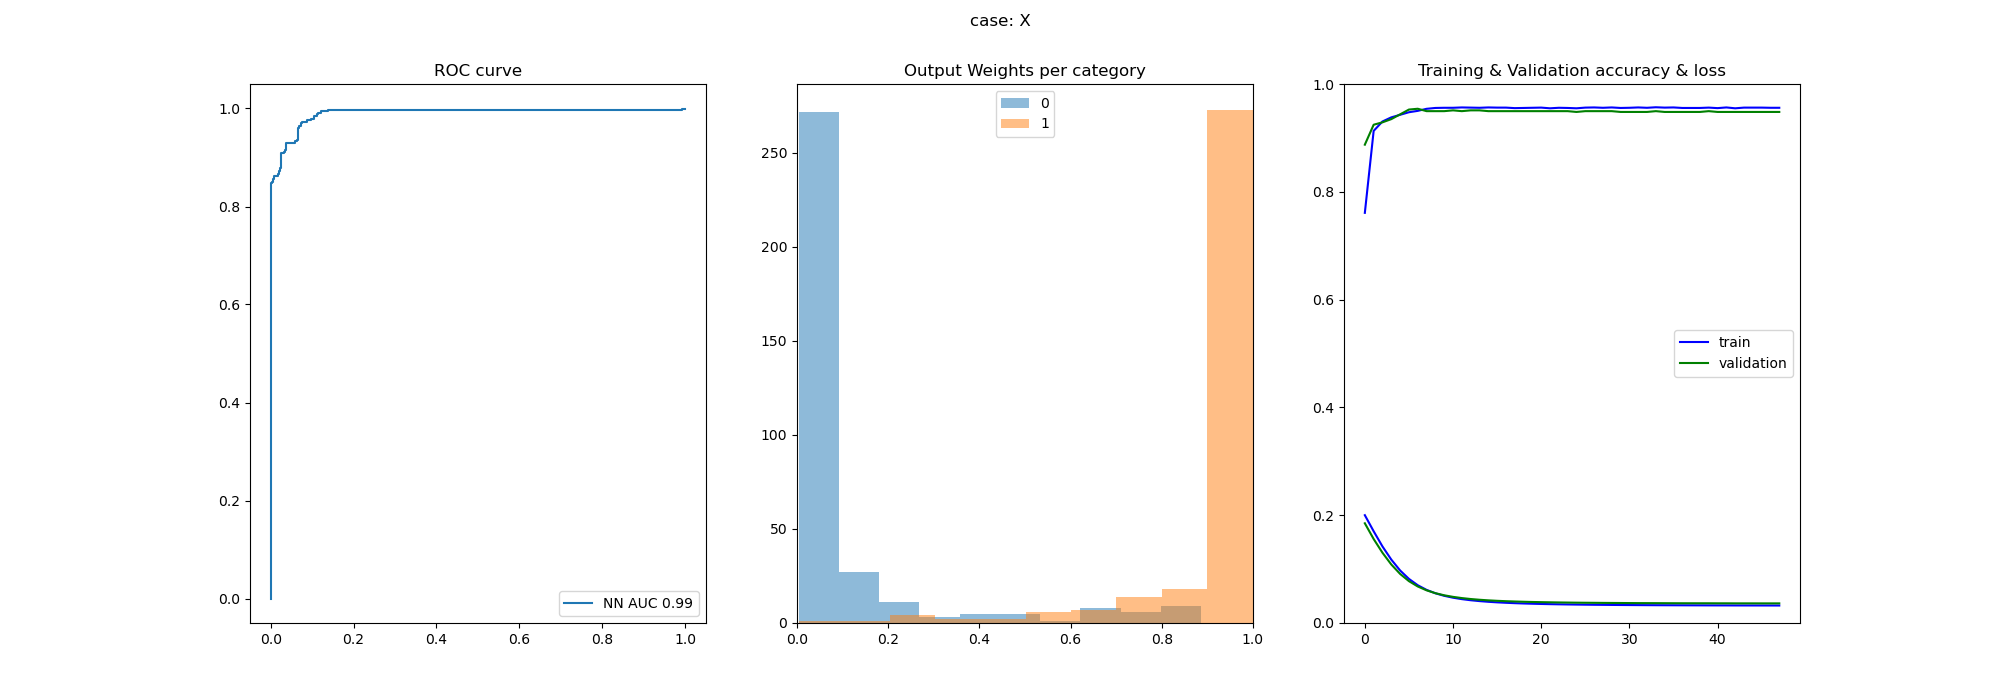 case: X
ROC curve
1.0
0.8
0.6
0.4
0.2
0.0
0.0 0.2 0.4 0.6 0.8 1.0
NN AUC 0.99
Output Weights per category
0
1
250
200
150
100
50
0
0.0 0.2 0.4 0.6 0.8 1.0
Training & Validation accuracy & loss
1.0
0.8
0.6
0.4
0.2
0.0
train
validation
0 10 20 30 40